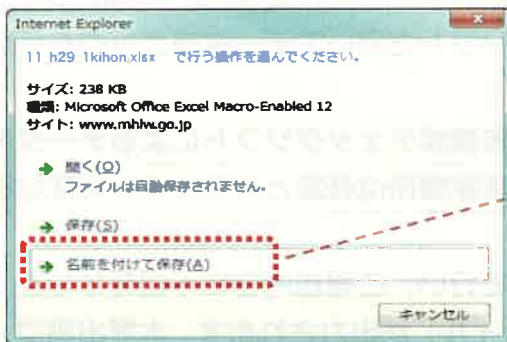 Internet Explorer
11_h29_1kihon.xlsx で行う操作を選んでください。
サイズ: 238 KB
種類: Microsoft Office Excel Macro-Enabled 12
サイト: www.mhlw.go.jp
開く(O)
ファイルは自動保存されません。
保存(S)
名前を付けて保存(A)
キャンセル